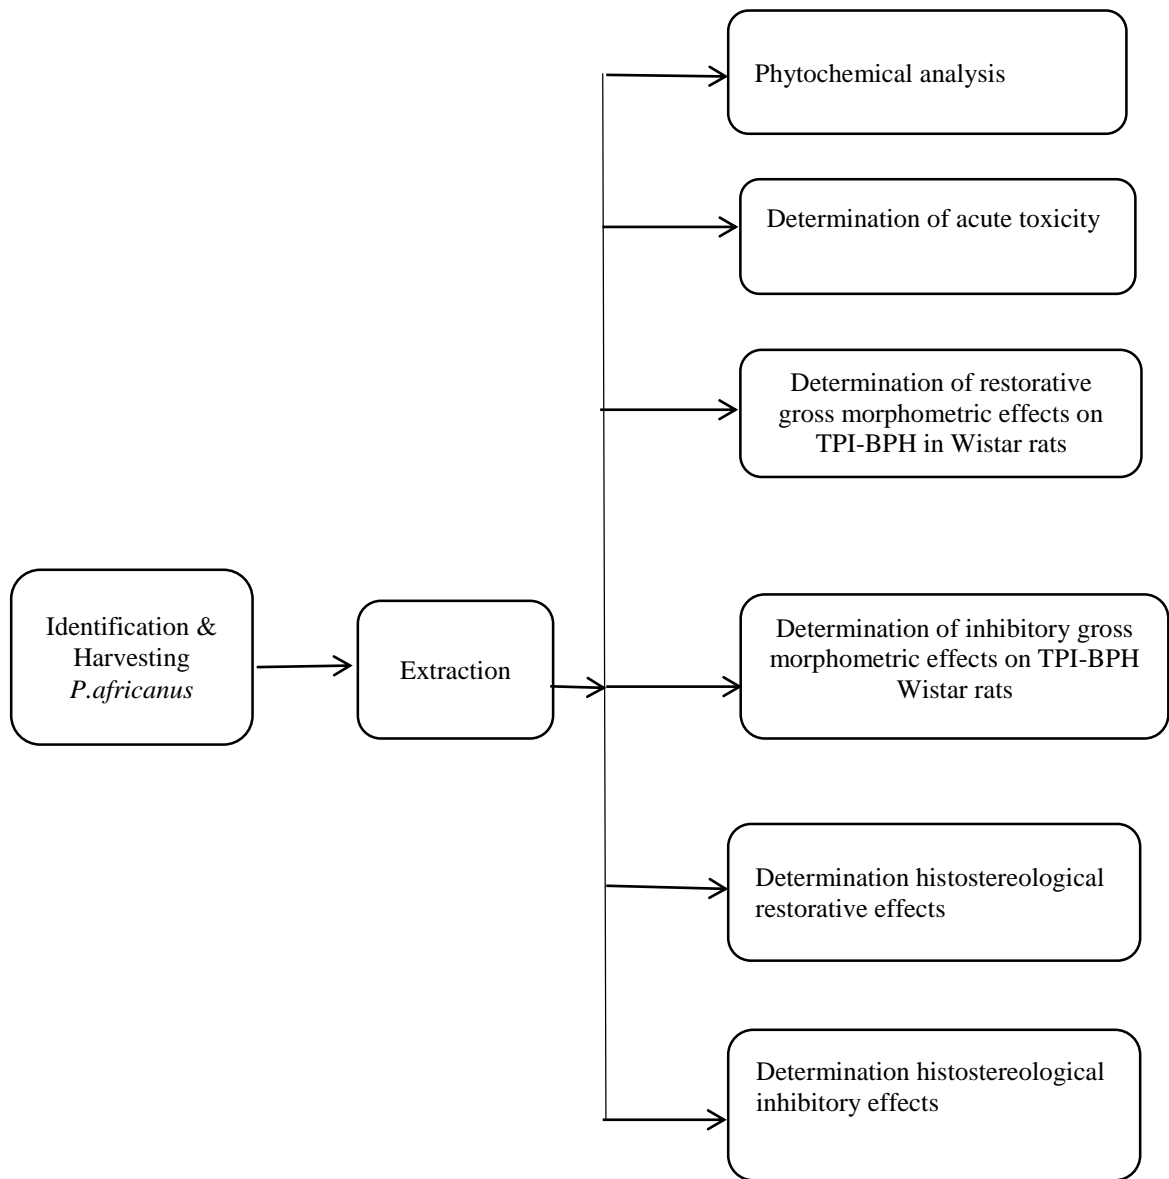 Phytochemical analysis
Determination of acute toxicity
Determination of restorative
gross morphometric effects on
TPI-BPH in Wistar rats
Identification &
Harvesting
P.africanus
Extraction
Determination of inhibitory gross
morphometric effects on TPI-BPH
Wistar rats
Determination histostereological
restorative effects
Determination histostereological
inhibitory effects